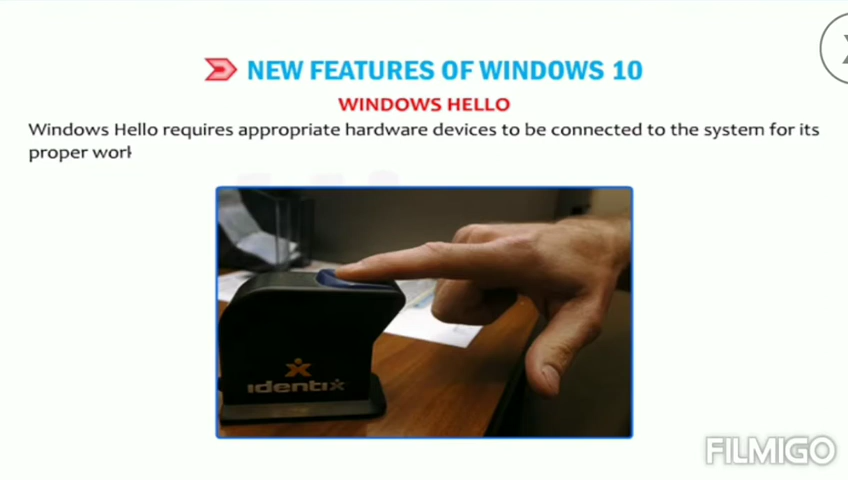 NEW FEATURES OF WINDOWS 10
WINDOWS HELLO
Windows Hello requires appropriate hardware devices to be connected to the system for its
proper work
identix
FILMIGO